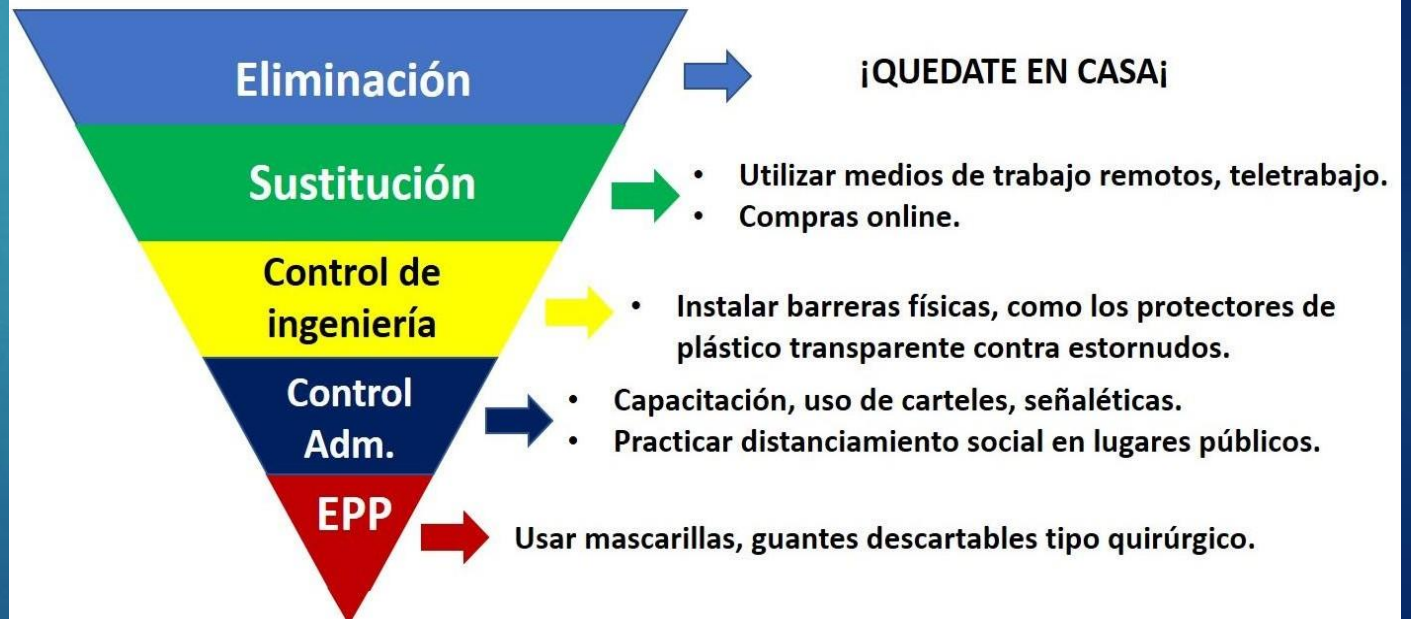 Eliminación
¡QUEDATE EN CASA¡
Sustitución
• Utilizar medios de trabajo remotos, teletrabajo.
• Compras online.
Control de
ingeniería
• Instalar barreras físicas, como los protectores de
plástico transparente contra estornudos.
Control
Adm.
• Capacitación, uso de carteles, señaléticas.
• Practicar distanciamiento social en lugares públicos.
EPP
Usar mascarillas, guantes descartables tipo quirúrgico.